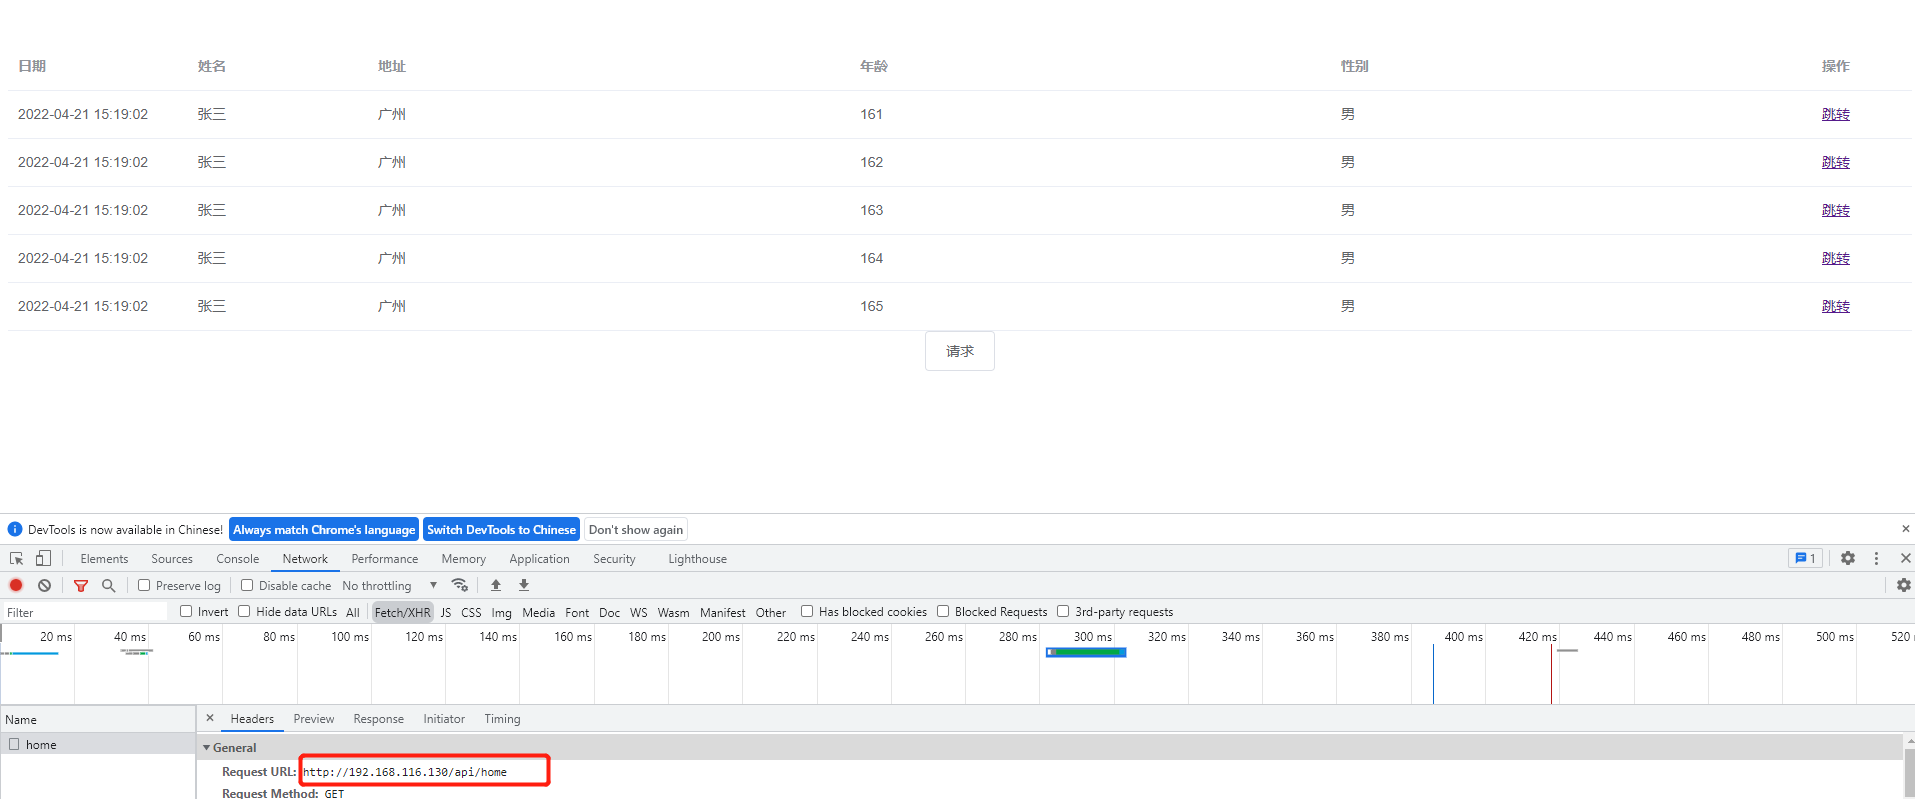 日期 姓名 地址 年龄 性别 操作
2022-04-21 15:19:02 张三 广州 161 男 跳转
2022-04-21 15:19:02 张三 广州 162 男 跳转
2022-04-21 15:19:02 张三 广州 163 男 跳转
2022-04-21 15:19:02 张三 广州 164 男 跳转
2022-04-21 15:19:02 张三 广州 165 男 跳转
请求
DevTools is now available in Chinese! Always match Chrome's language Switch DevTools to Chinese Don't show again
Elements Sources Console Network Performance Memory Application Security Lighthouse 1
Preserve log Disable cache No throttling
Filter Invert Hide data URLs All Fetch/XHR JS CSS Img Media Font Doc WS Wasm Manifest Other Has blocked cookies Blocked Requests 3rd-party requests
20 ms 40 ms 60 ms 80 ms 100 ms 120 ms 140 ms 160 ms 180 ms 200 ms 220 ms 240 ms 260 ms 280 ms 300 ms 320 ms 340 ms 360 ms 380 ms 400 ms 420 ms 440 ms 460 ms 480 ms 500 ms 520
Name Headers Preview Response Initiator Timing
home General
Request URL: http://192.168.116.130/api/home
Request Method: GET